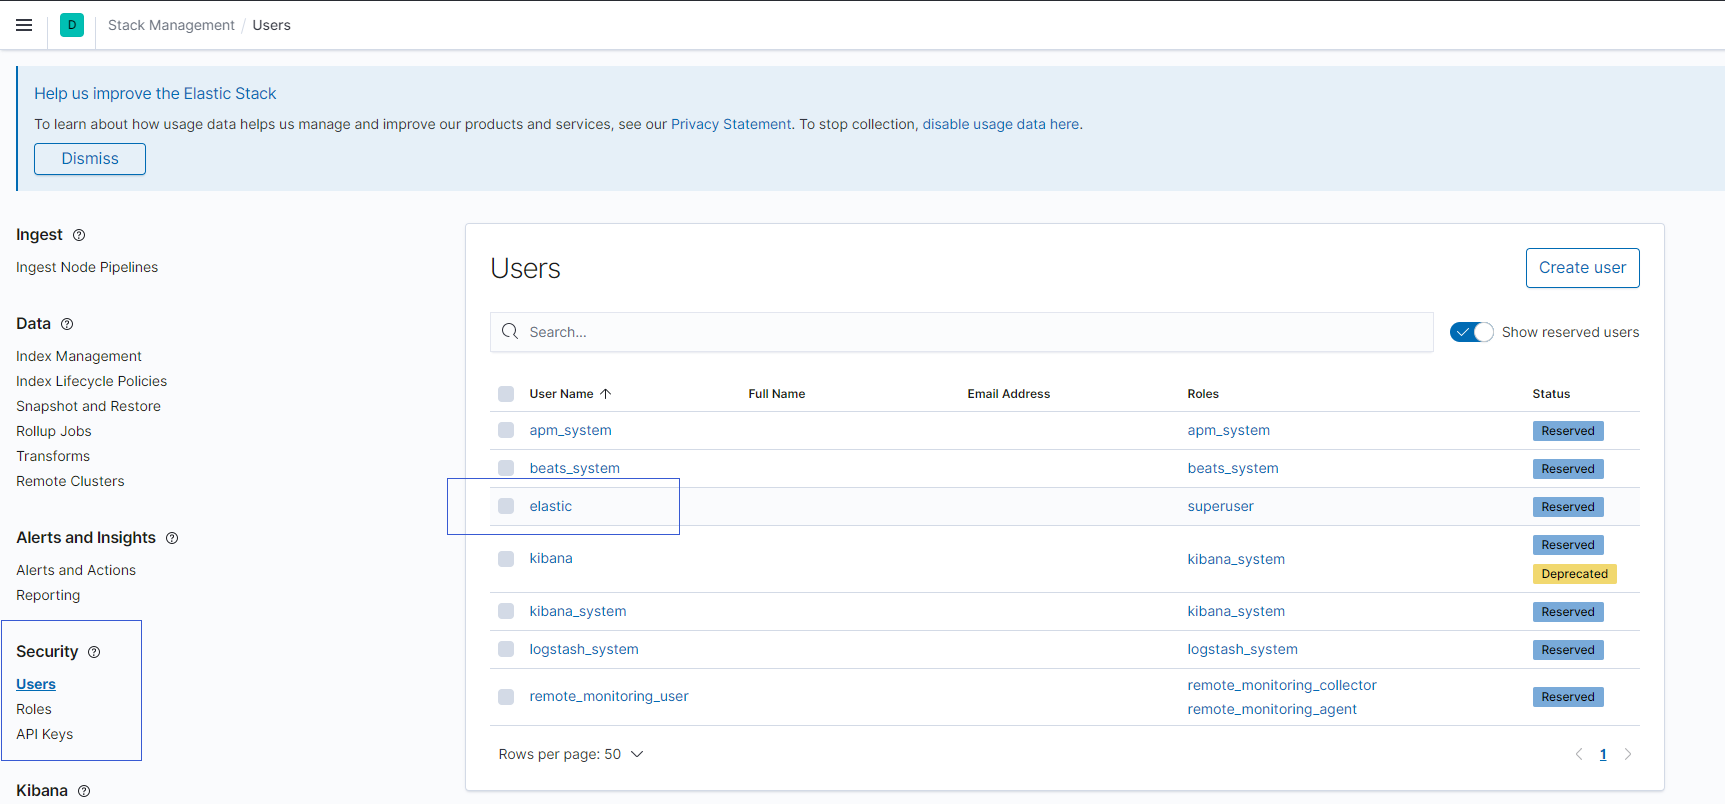 D Stack Management / Users
Help us improve the Elastic Stack
To learn about how usage data helps us manage and improve our products and services, see our Privacy Statement. To stop collection, disable usage data here.
Dismiss
Ingest
Ingest Node Pipelines
Data
Index Management
Index Lifecycle Policies
Snapshot and Restore
Rollup Jobs
Transforms
Remote Clusters
Alerts and Insights
Alerts and Actions
Reporting
Security
Users
Roles
API Keys
Kibana
Users
Create user
Search...
Show reserved users
User Name Full Name Email Address Roles Status
apm_system apm_system Reserved
beats_system beats_system Reserved
elastic superuser Reserved
kibana kibana_system Reserved
Deprecated
kibana_system kibana_system Reserved
logstash_system logstash_system Reserved
remote_monitoring_user remote_monitoring_collector Reserved
remote_monitoring_agent
Rows per page: 50
1